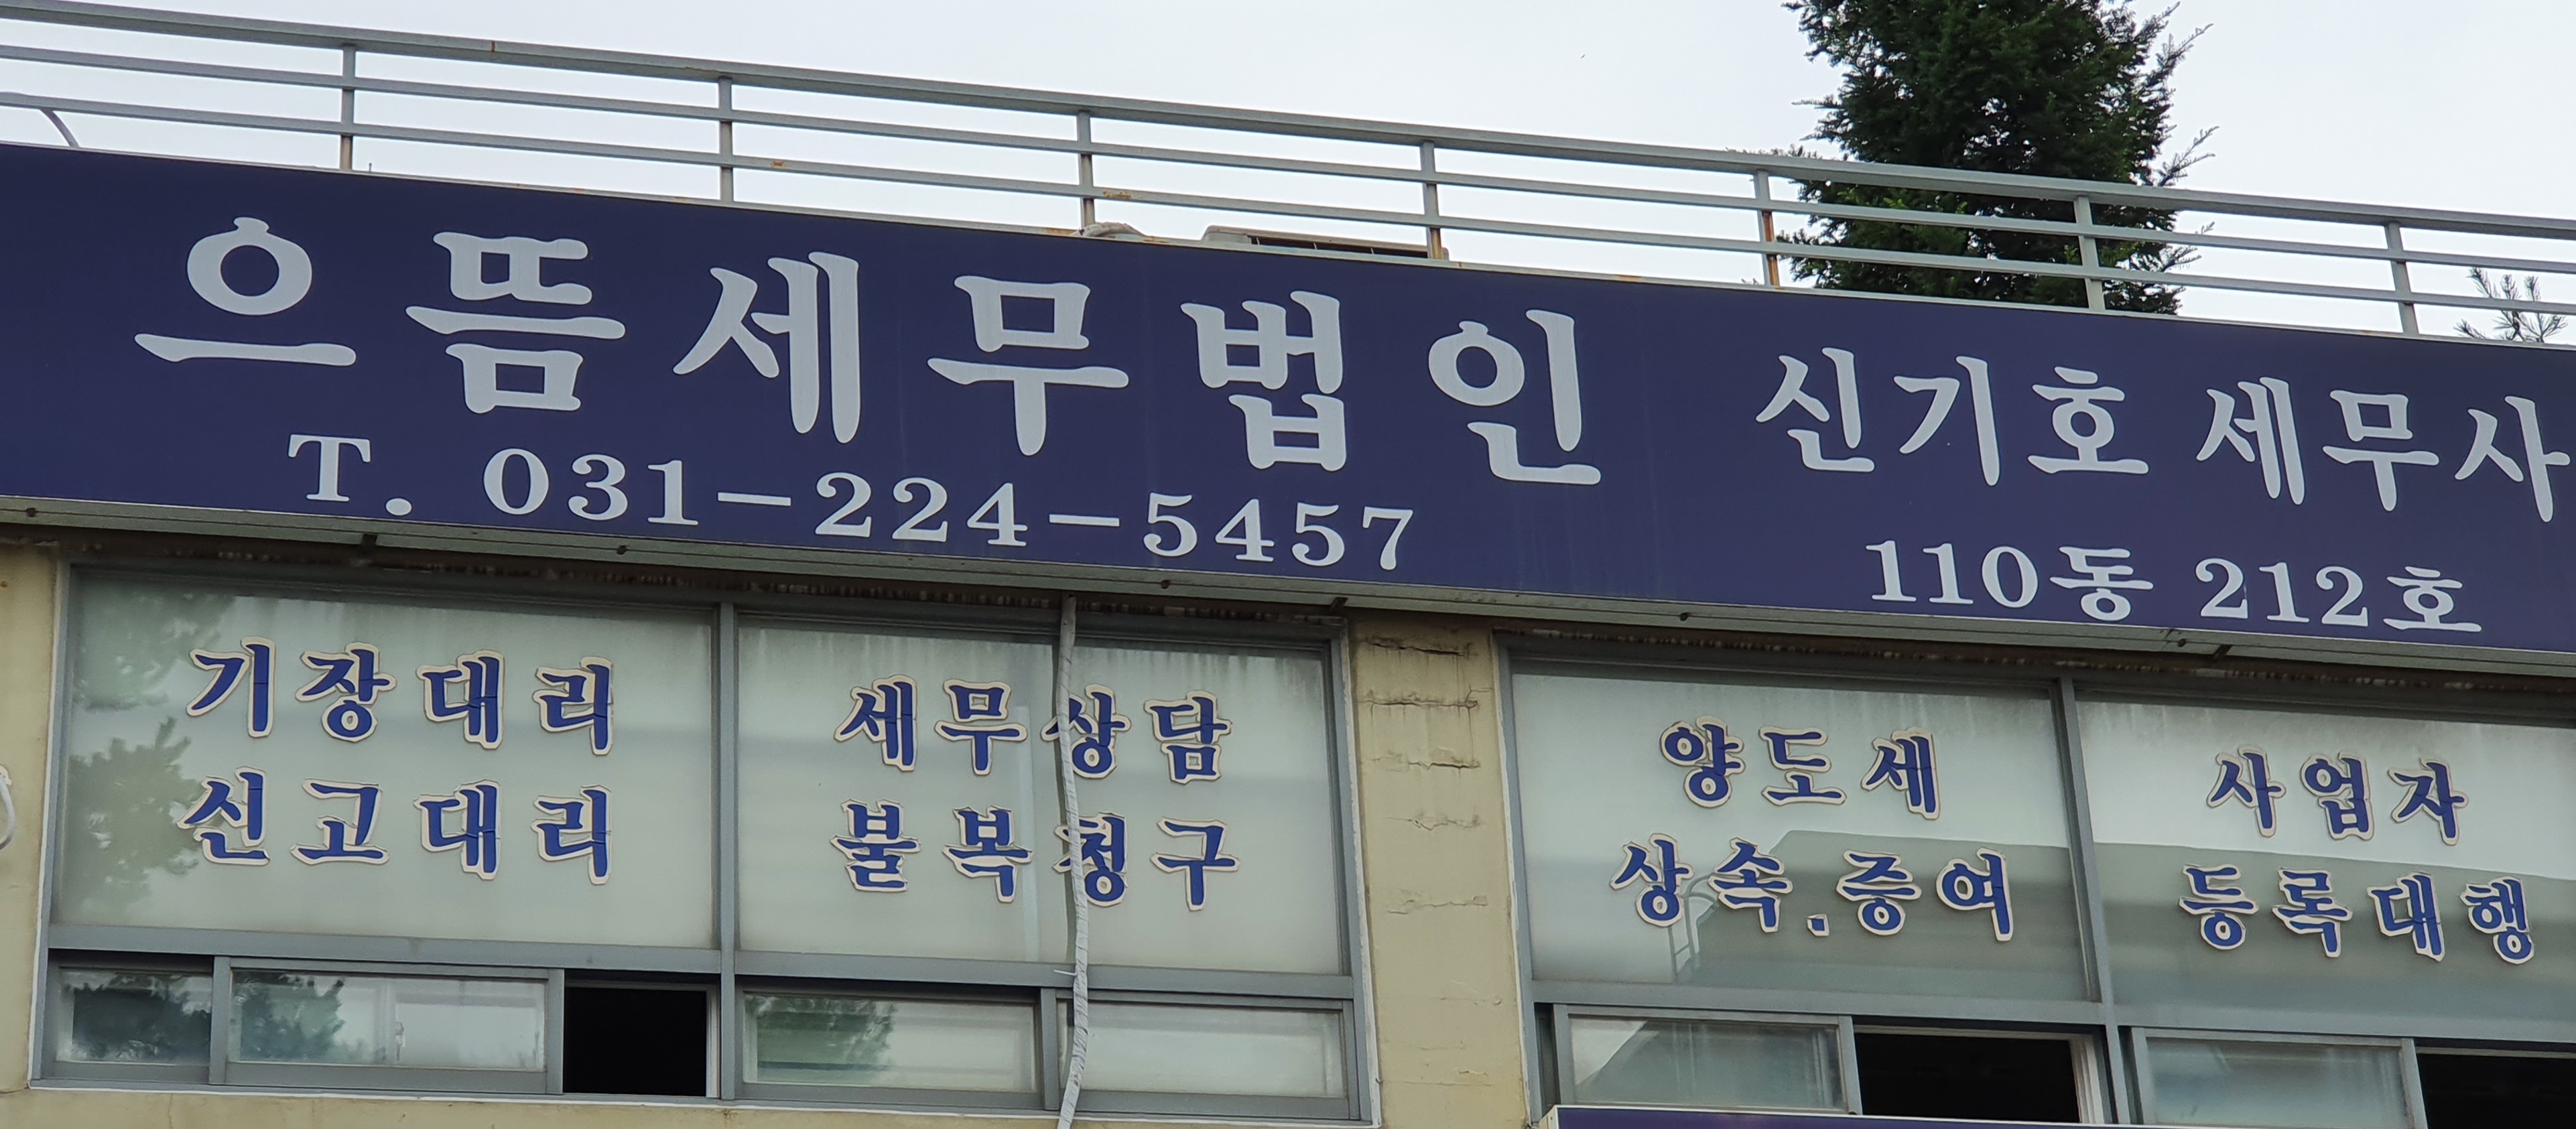 으뜸세무법인 신기호 세무사
T. 031-224-5457 110동 212호
기장대리
신고대리
세무상담
불복청구
양도세
상속.증여
사업자
등록대행